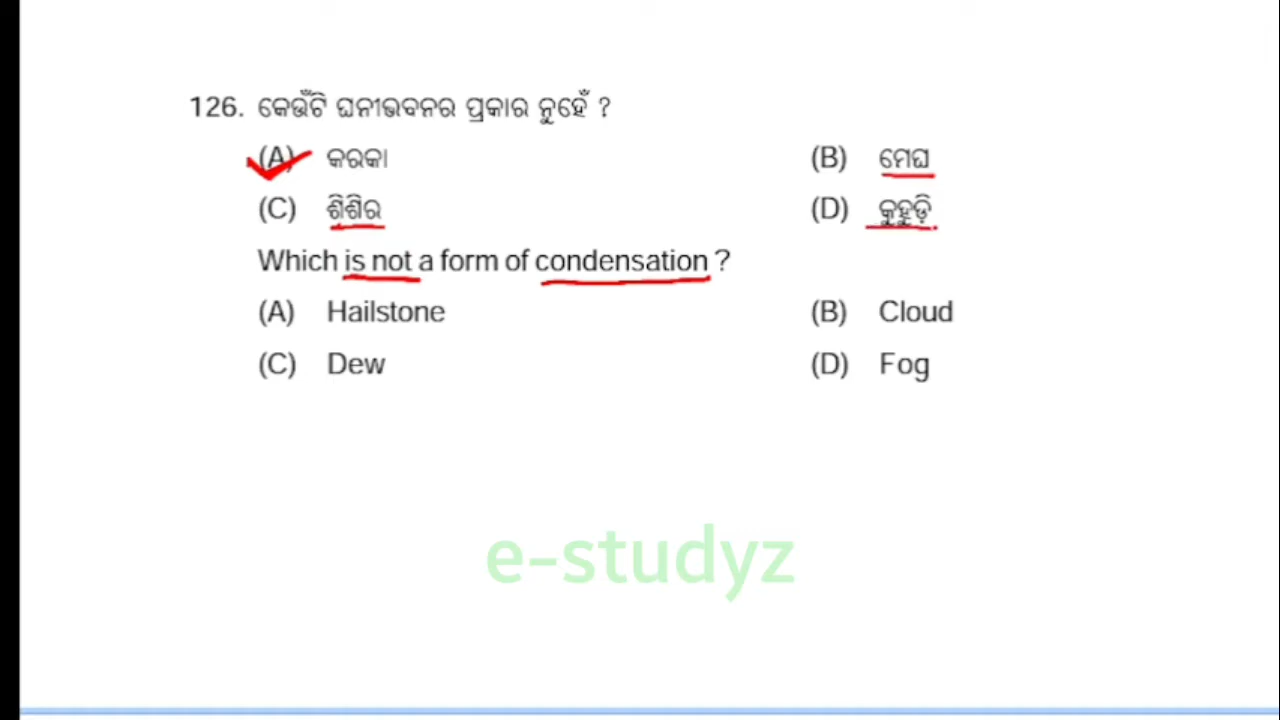 126. କେଉଁଟି ଘନୀଭବନର ପ୍ରକାର ନୁହେଁ ?
(A) କରକା (B) ମେଘ
(C) ଶିଶିର (D) କୁହୁଡ଼ି
Which is not a form of condensation ?
(A) Hailstone (B) Cloud
(C) Dew (D) Fog
e-studyz